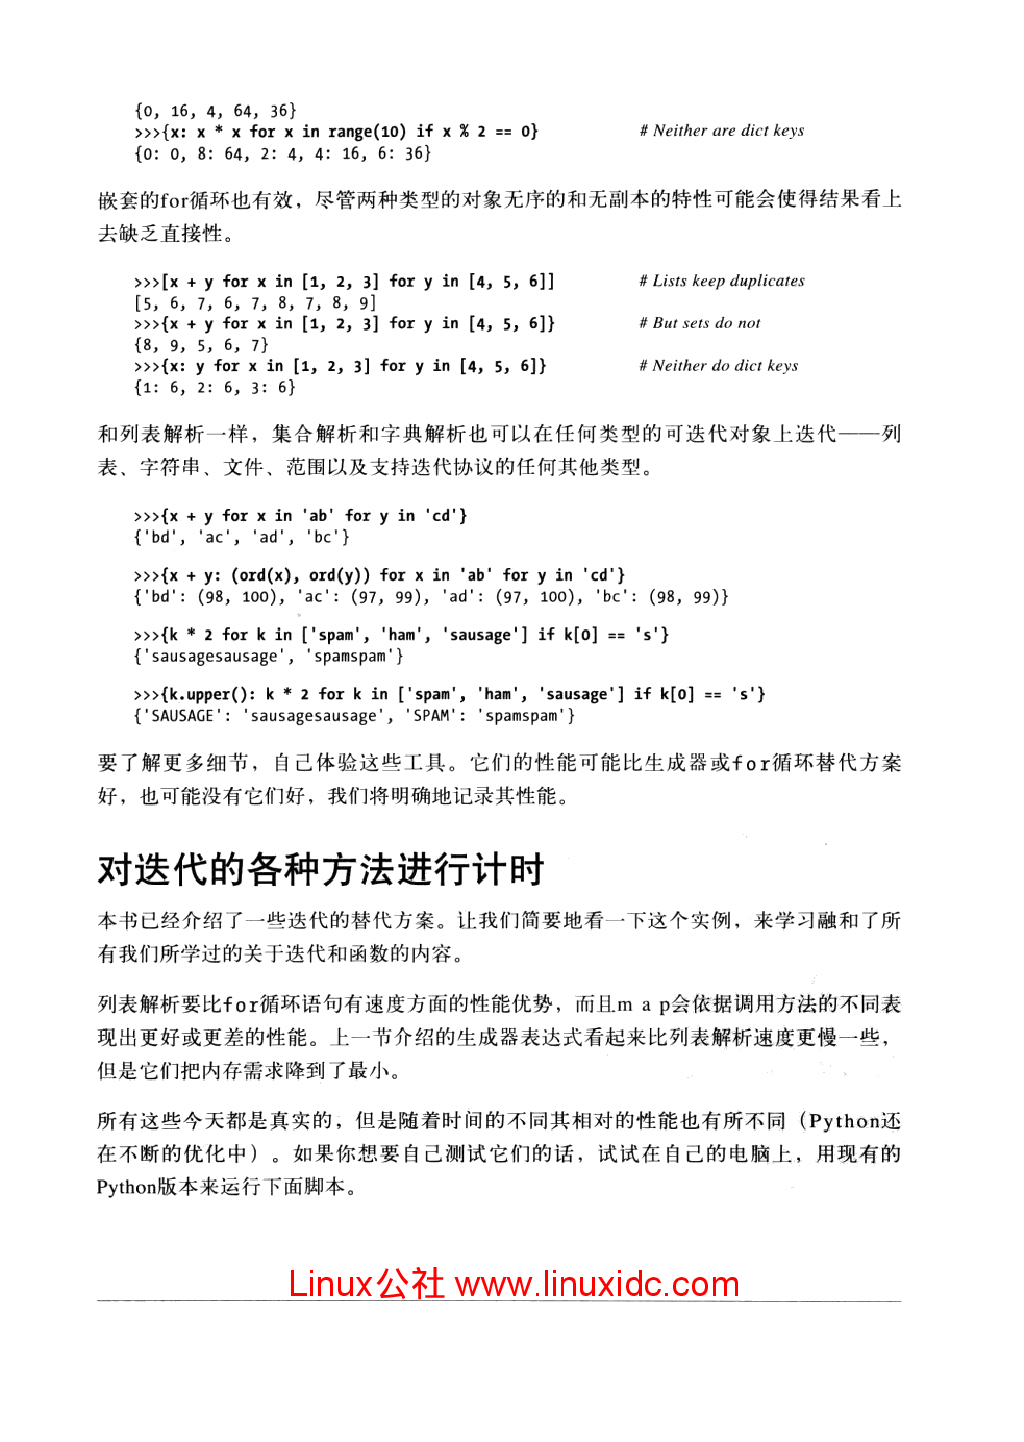 {0, 16, 4, 64, 36}
>>>{x: x * x for x in range(10) if x % 2 == 0} # Neither are dict keys
{0: 0, 8: 64, 2: 4, 4: 16, 6: 36}
嵌套的for循环也有效，尽管两种类型的对象无序的和无副本的特性可能会使得结果看上
去缺乏直接性。
>>>[x + y for x in [1, 2, 3] for y in [4, 5, 6]] # Lists keep duplicates
[5, 6, 7, 6, 7, 8, 7, 8, 9]
>>>{x + y for x in [1, 2, 3] for y in [4, 5, 6]} # But sets do not
{8, 9, 5, 6, 7}
>>>{x: y for x in [1, 2, 3] for y in [4, 5, 6]} # Neither do dict keys
{1: 6, 2: 6, 3: 6}
和列表解析一样，集合解析和字典解析也可以在任何类型的可迭代对象上迭代——列
表、字符串、文件、范围以及支持迭代协议的任何其他类型。
>>>{x + y for x in 'ab' for y in 'cd'}
{'bd', 'ac', 'ad', 'bc'}
>>>{x + y: (ord(x), ord(y)) for x in 'ab' for y in 'cd'}
{'bd': (98, 100), 'ac': (97, 99), 'ad': (97, 100), 'bc': (98, 99)}
>>>{k * 2 for k in ['spam', 'ham', 'sausage'] if k[0] == 's'}
{'sausagesausage', 'spamspam'}
>>>{k.upper(): k * 2 for k in ['spam', 'ham', 'sausage'] if k[0] == 's'}
{'SAUSAGE': 'sausagesausage', 'SPAM': 'spamspam'}
要了解更多细节，自己体验这些工具。它们的性能可能比生成器或for循环替代方案
好，也可能没有它们好，我们将明确地记录其性能。
对迭代的各种方法进行计时
本书已经介绍了一些迭代的替代方案。让我们简要地看一下这个实例，来学习融和了所
有我们所学过的关于迭代和函数的内容。
列表解析要比for循环语句有速度方面的性能优势，而且map会依据调用方法的不同表
现出更好或更差的性能。上一节介绍的生成器表达式看起来比列表解析速度更慢一些，
但是它们把内存需求降到了最小。
所有这些今天都是真实的，但是随着时间的不同其相对的性能也有所不同（Python还
在不断的优化中）。如果你想要自己测试它们的话，试试在自己的电脑上，用现有的
Python版本来运行下面脚本。
Linux公社 www.linuxidc.com